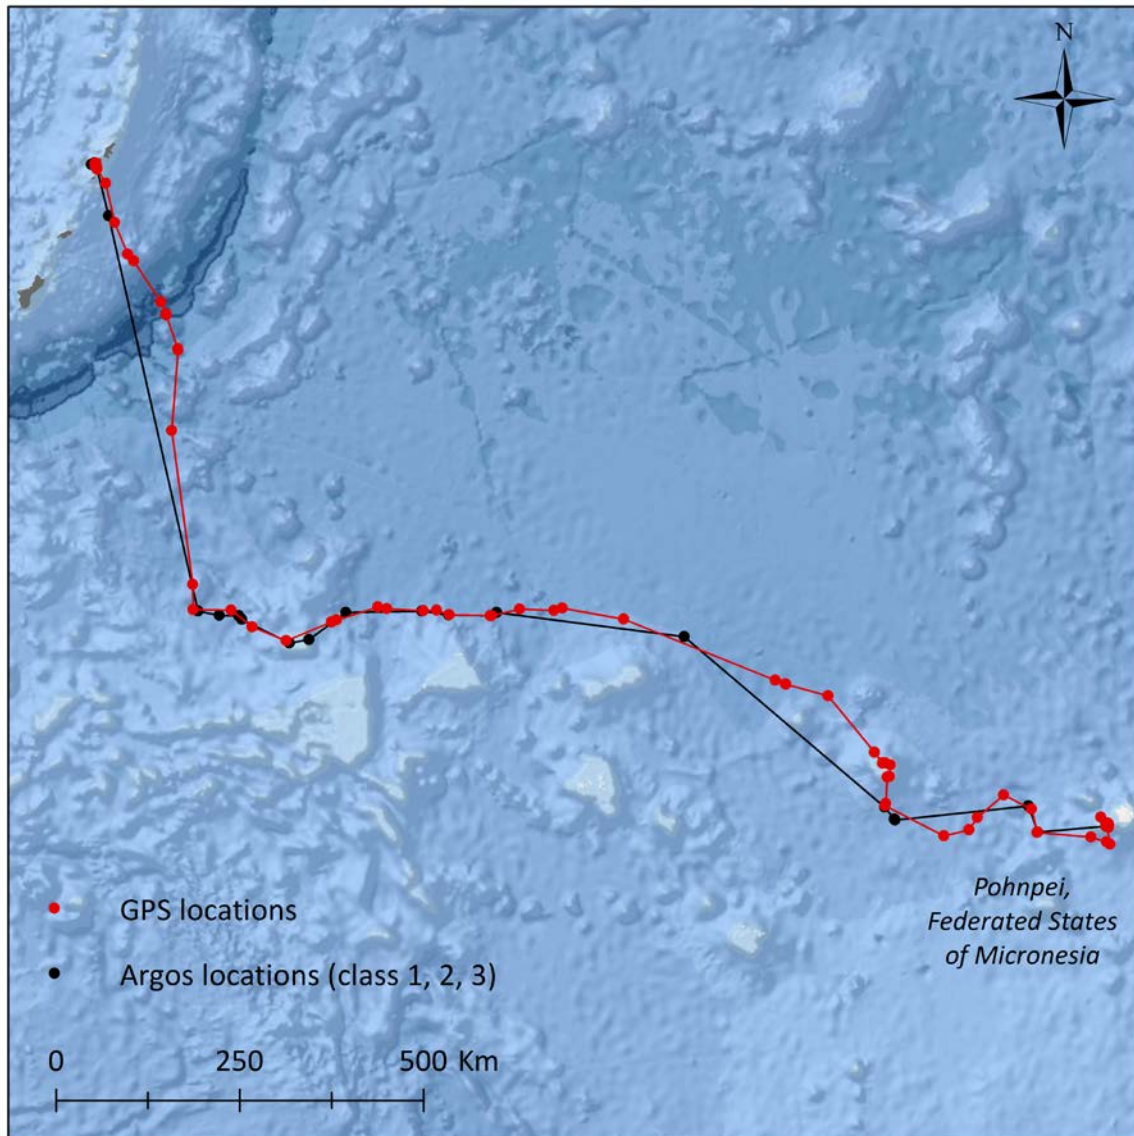 N
Pohnpei,
Federated States
of Micronesia
GPS locations
Argos locations (class 1, 2, 3)
0 250 500 Km